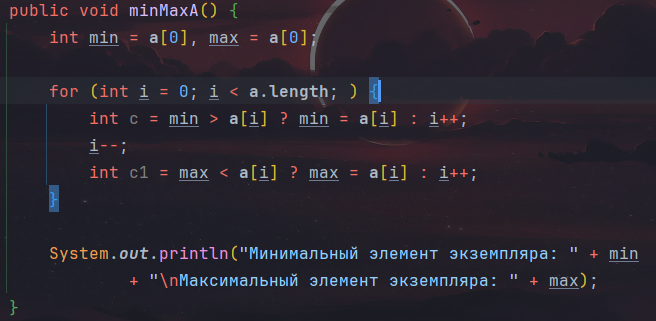 public void minMaxA() {
    int min = a[0], max = a[0];
    for (int i = 0; i < a.length; ) {
        int c = min > a[i] ? min = a[i] : i++;
        i--;
        int c1 = max < a[i] ? max = a[i] : i++;
    }
    System.out.println("Минимальный элемент экземпляра: " + min
            + "\nМаксимальный элемент экземпляра: " + max);
}